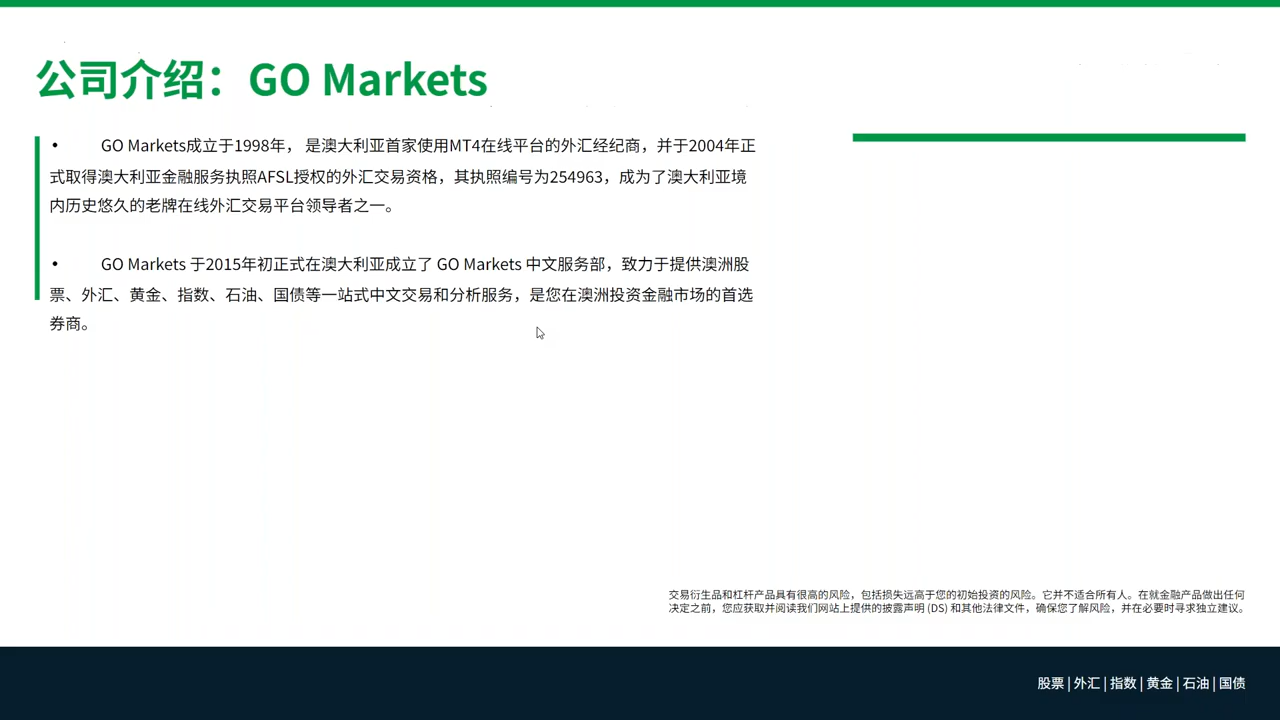 公司介绍：GO Markets
• GO Markets成立于1998年， 是澳大利亚首家使用MT4在线平台的外汇经纪商，并于2004年正
式取得澳大利亚金融服务执照AFSL授权的外汇交易资格，其执照编号为254963，成为了澳大利亚境
内历史悠久的老牌在线外汇交易平台领导者之一。
• GO Markets 于2015年初正式在澳大利亚成立了 GO Markets 中文服务部，致力于提供澳洲股
票、外汇、黄金、指数、石油、国债等一站式中文交易和分析服务，是您在澳洲投资金融市场的首选
券商。
交易衍生品和杠杆产品具有很高的风险，包括损失远高于您的初始投资的风险。它并不适合所有人。在就金融产品做出任何
决定之前，您应获取并阅读我们网站上提供的披露声明 (DS) 和其他法律文件，确保您了解风险，并在必要时寻求独立建议。
股票 | 外汇 | 指数 | 黄金 | 石油 | 国债